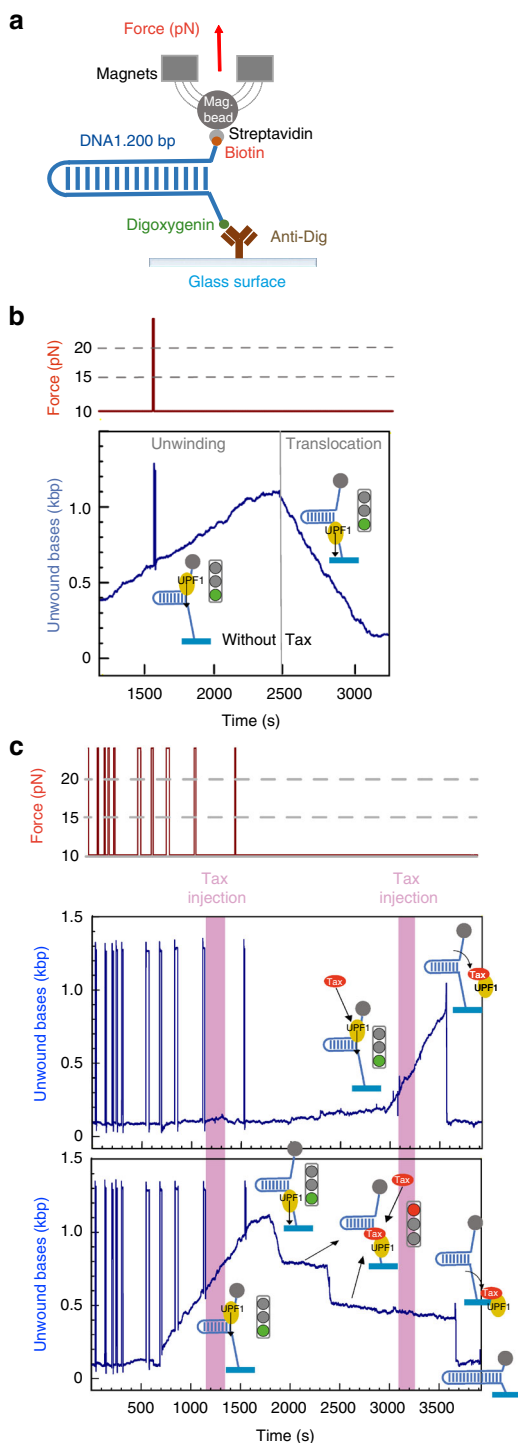 a
Force (pN)
Magnets
Mag.
bead
Streptavidin
DNA1.200 bp
Biotin
Digoxygenin
Anti-Dig
Glass surface
b
Force (pN)
20
15
10
Unwinding
Translocation
Unwound bases (kbp)
1.0
0.5
0
UPF1
UPF1
Without Tax
1500
2000
2500
3000
Time (s)
c
Force (pN)
20
15
10
Tax
injection
Tax
injection
Unwound bases (kbp)
1.5
1.0
0.5
0
Tax
UPF1
Tax
UPF1
Unwound bases (kbp)
1.5
1.0
0.5
0
UPF1
UPF1
Tax
Tax
UPF1
Tax
UPF1
500
1000
1500
2000
2500
3000
3500
Time (s)